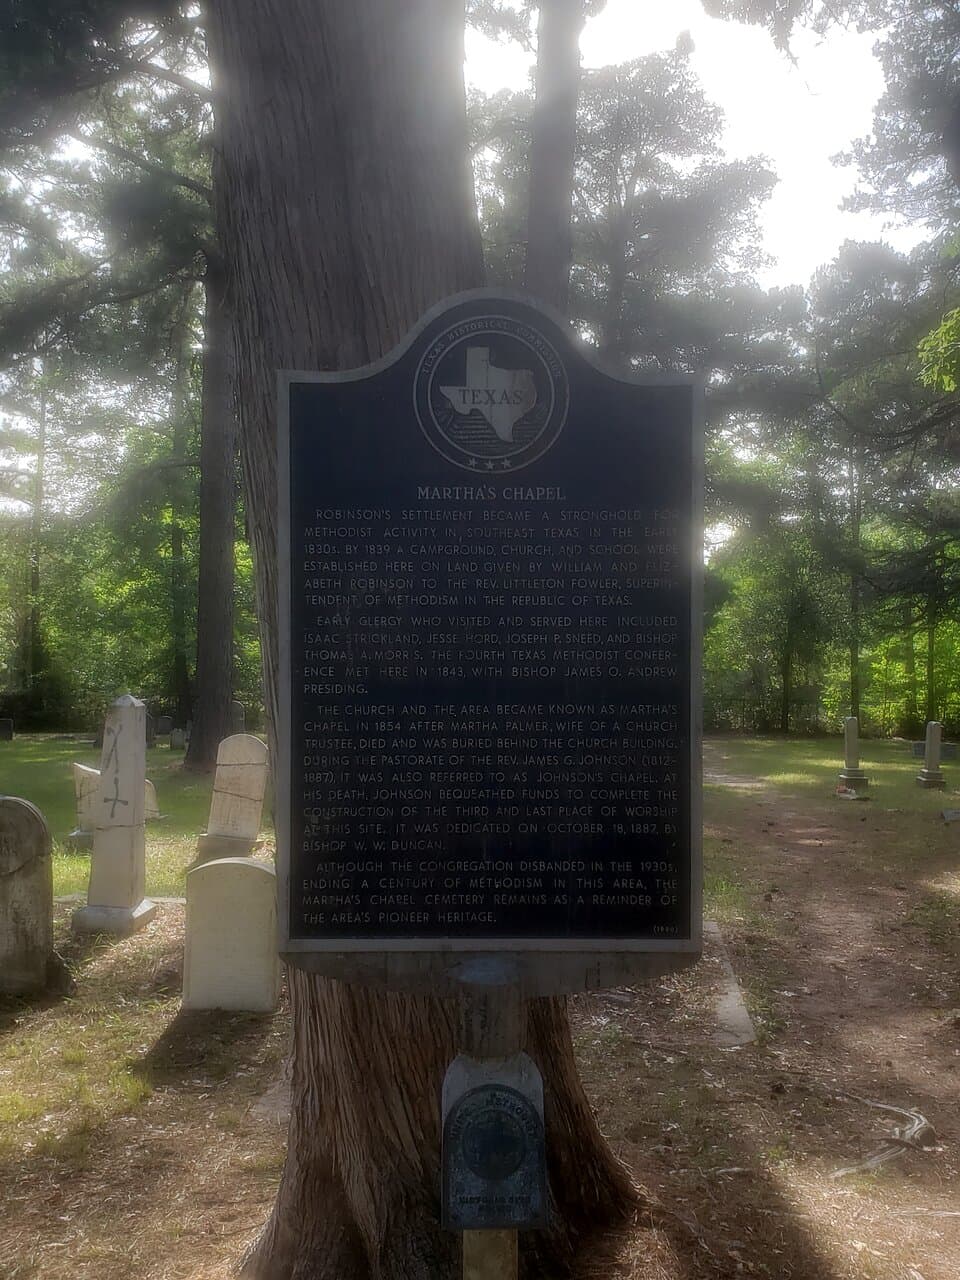 TEXAS HISTORICAL COMMISSION
TEXAS
MARTHA'S CHAPEL
ROBINSON'S SETTLEMENT BECAME A STRONGHOLD FOR
METHODIST ACTIVITY IN SOUTHEAST TEXAS IN THE EARLY
1830s. BY 1839 A CAMPGROUND, CHURCH, AND SCHOOL WERE
ESTABLISHED HERE ON LAND GIVEN BY WILLIAM AND ELIZ-
ABETH ROBINSON TO THE REV. LITTLETON FOWLER, SUPERIN-
TENDENT OF METHODISM IN THE REPUBLIC OF TEXAS.
EARLY CLERGY WHO VISITED AND SERVED HERE INCLUDED
ISAAC STRICKLAND, JESSE HORD, JOSEPH P. SNEED, AND BISHOP
THOMAS A. MORRIS. THE FOURTH TEXAS METHODIST CONFER-
ENCE MET HERE IN 1843, WITH BISHOP JAMES O. ANDREW
PRESIDING.
THE CHURCH AND THE AREA BECAME KNOWN AS MARTHA'S
CHAPEL IN 1854 AFTER MARTHA PALMER, WIFE OF A CHURCH
TRUSTEE, DIED AND WAS BURIED BEHIND THE CHURCH BUILDING.
DURING THE PASTORATE OF THE REV. JAMES G. JOHNSON (1812-
1887), IT WAS ALSO REFERRED TO AS JOHNSON'S CHAPEL. AT
HIS DEATH, JOHNSON BEQUEATHED FUNDS TO COMPLETE THE
CONSTRUCTION OF THE THIRD AND LAST PLACE OF WORSHIP
AT THIS SITE. IT WAS DEDICATED ON OCTOBER 18, 1887, BY
BISHOP W. W. DUNCAN.
ALTHOUGH THE CONGREGATION DISBANDED IN THE 1930s,
ENDING A CENTURY OF METHODISM IN THIS AREA, THE
MARTHA'S CHAPEL CEMETERY REMAINS AS A REMINDER OF
THE AREA'S PIONEER HERITAGE.